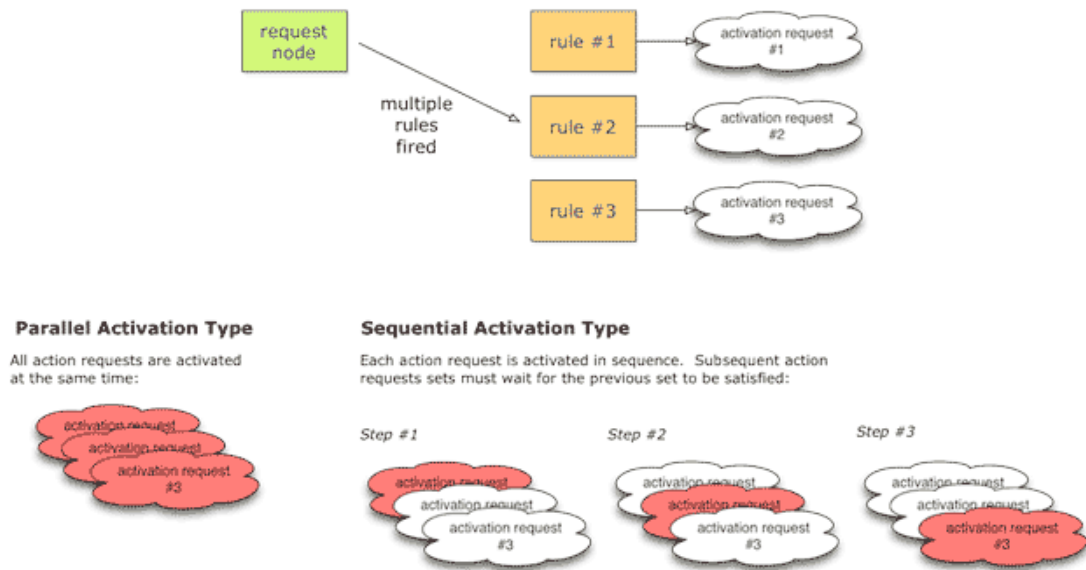 request
node
multiple
rules
fired
rule #1
activation request
#1
rule #2
activation request
#2
rule #3
activation request
#3
Parallel Activation Type
All action requests are activated
at the same time:
activation request
activation request
activation request
#3
Sequential Activation Type
Each action request is activated in sequence. Subsequent action
requests sets must wait for the previous set to be satisfied:
Step #1
activation request
activation request
activation request
#3
Step #2
activation request
activation request
activation request
#3
Step #3
activation request
activation request
activation request
#3